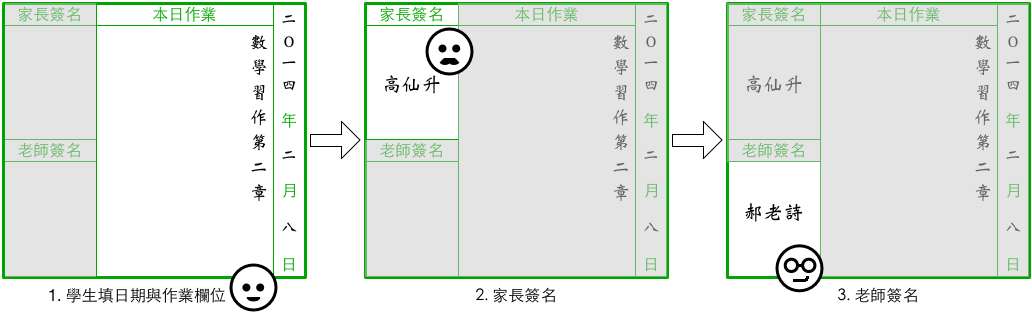 家長簽名
本日作業
二〇一四年二月八日
數學習作第二章
老師簽名
1. 學生填日期與作業欄位
家長簽名
本日作業
二〇一四年二月八日
數學習作第二章
高仙升
老師簽名
2. 家長簽名
家長簽名
本日作業
二〇一四年二月八日
數學習作第二章
高仙升
老師簽名
郝老詩
3. 老師簽名